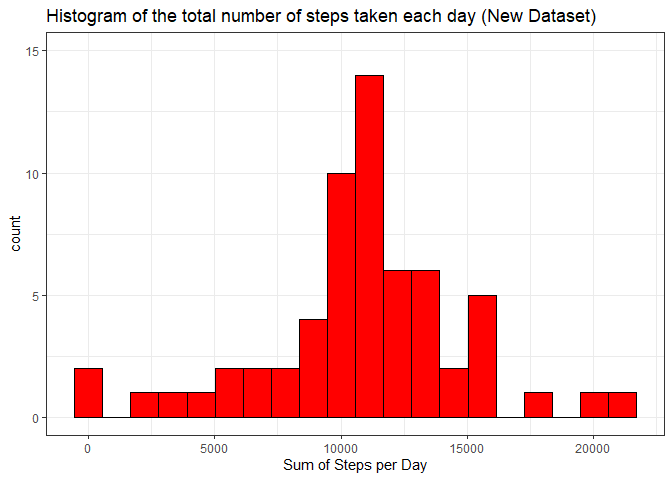 Histogram of the total number of steps taken each day (New Dataset)
15
10
5
0
count
0 5000 10000 15000 20000
Sum of Steps per Day